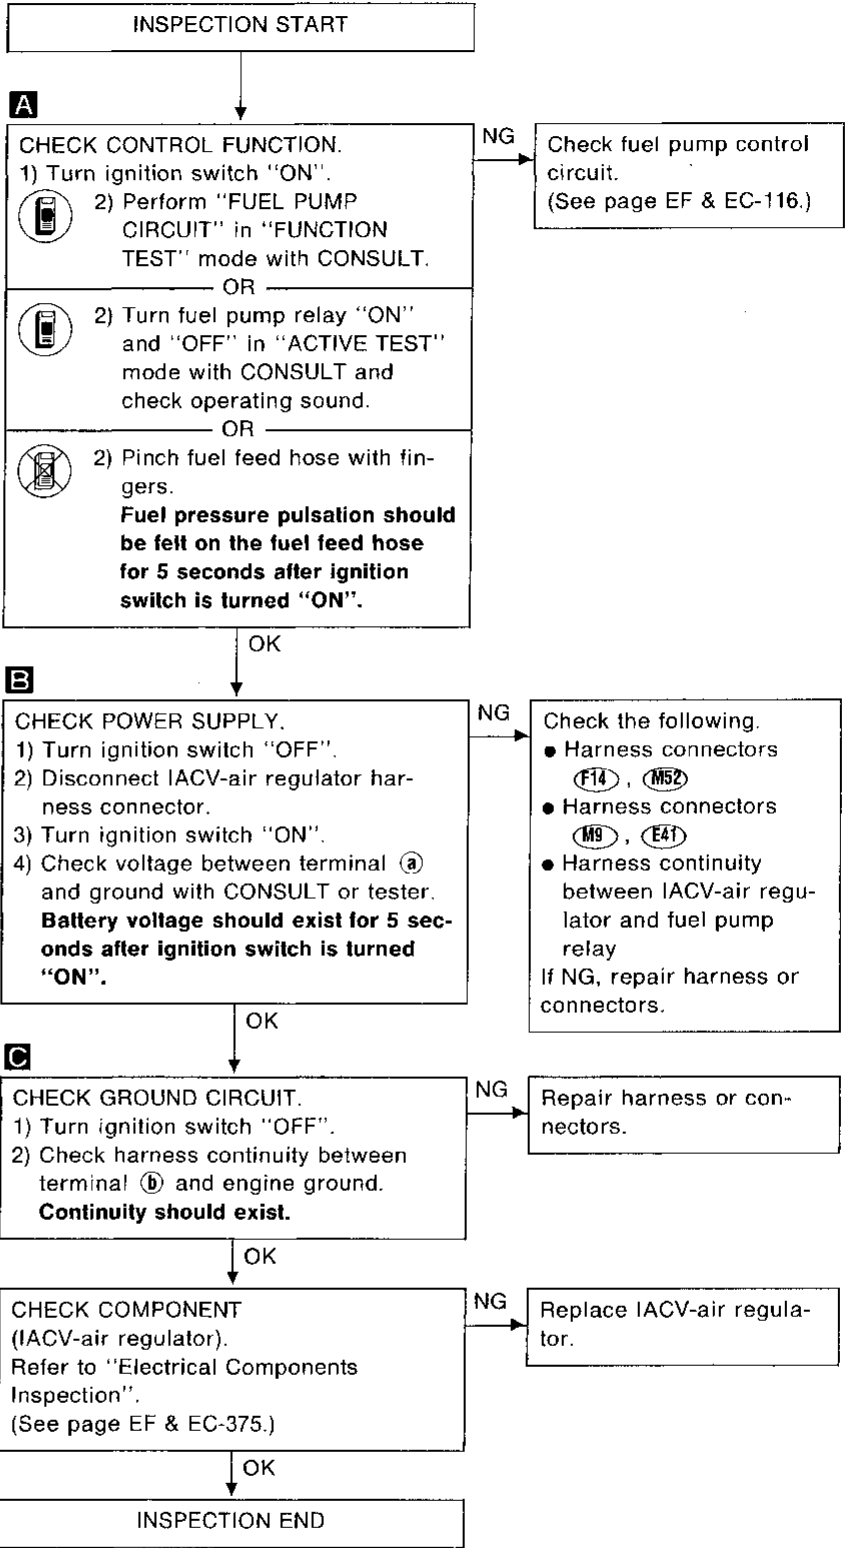 INSPECTION START
A
CHECK CONTROL FUNCTION.
1) Turn ignition switch “ON”.
2) Perform “FUEL PUMP
CIRCUIT” in “FUNCTION
TEST” mode with CONSULT.
OR
2) Turn fuel pump relay “ON”
and “OFF” in “ACTIVE TEST”
mode with CONSULT and
check operating sound.
OR
2) Pinch fuel feed hose with fin-
gers.
Fuel pressure pulsation should
be felt on the fuel feed hose
for 5 seconds after ignition
switch is turned “ON”.
NG
Check fuel pump control
circuit.
(See page EF & EC-116.)
OK
B
CHECK POWER SUPPLY.
1) Turn ignition switch “OFF”.
2) Disconnect IACV-air regulator har-
ness connector.
3) Turn ignition switch “ON”.
4) Check voltage between terminal ⓐ
and ground with CONSULT or tester.
Battery voltage should exist for 5 sec-
onds after ignition switch is turned
“ON”.
NG
Check the following.
● Harness connectors
F14 , M52
● Harness connectors
M9 , E41
● Harness continuity
between IACV-air regu-
lator and fuel pump
relay
If NG, repair harness or
connectors.
OK
C
CHECK GROUND CIRCUIT.
1) Turn ignition switch “OFF”.
2) Check harness continuity between
terminal ⓑ and engine ground.
Continuity should exist.
NG
Repair harness or con-
nectors.
OK
CHECK COMPONENT
(IACV-air regulator).
Refer to “Electrical Components
Inspection”.
(See page EF & EC-375.)
NG
Replace IACV-air regula-
tor.
OK
INSPECTION END